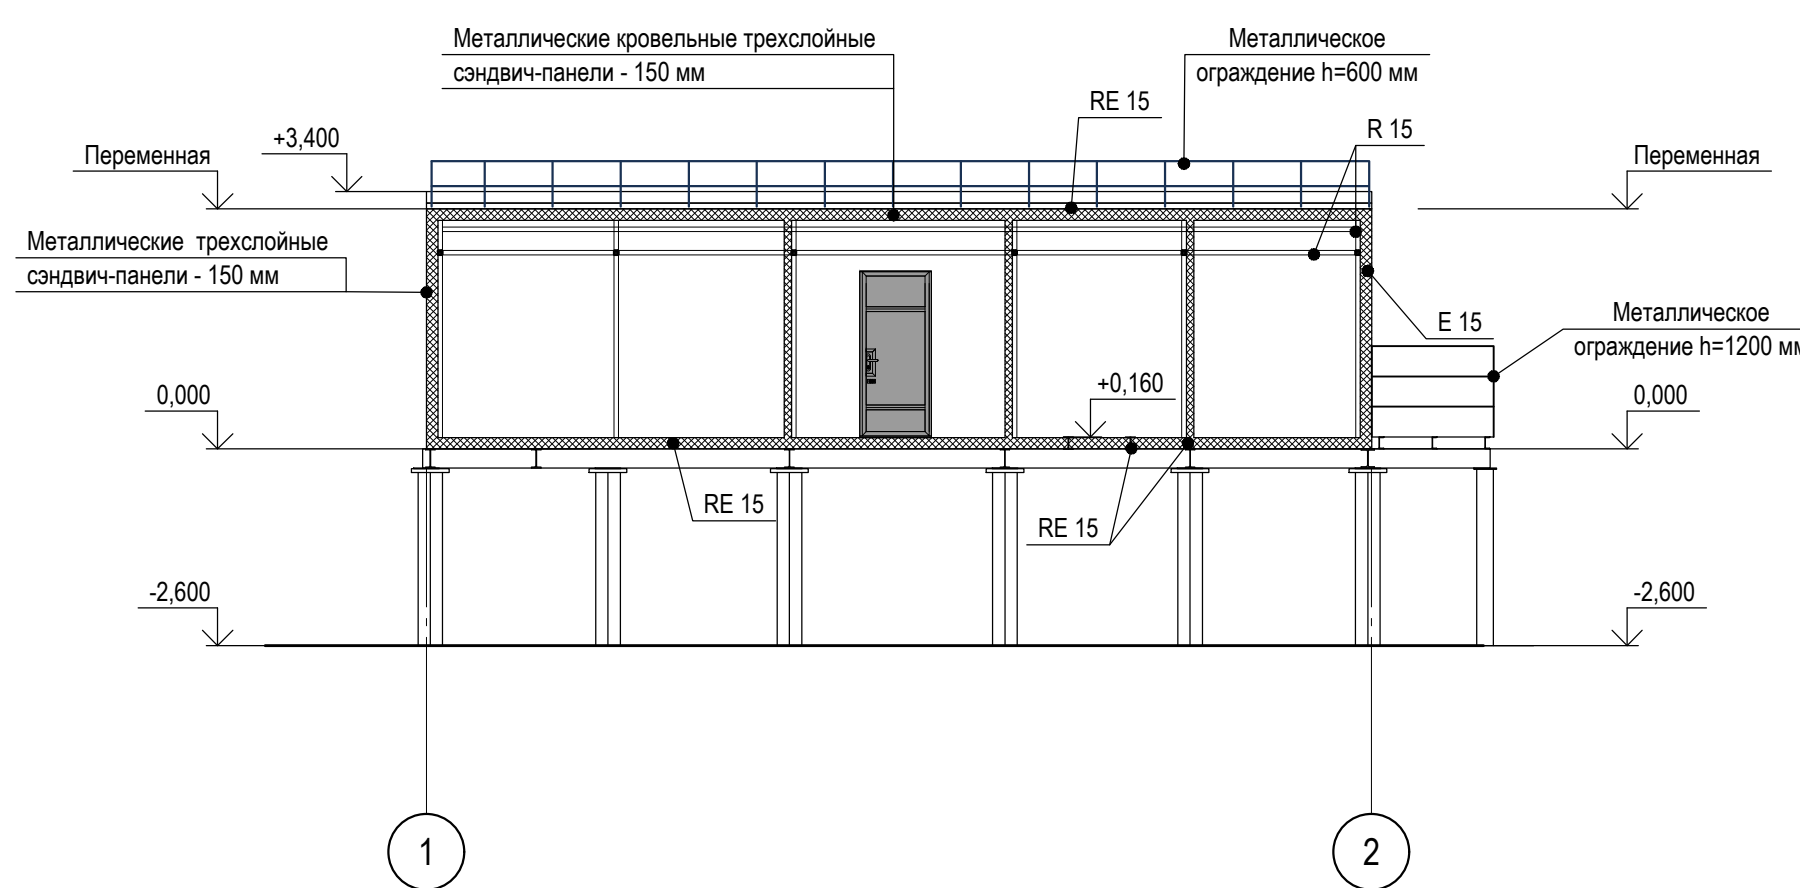 Металлические кровельные трехслойные
сэндвич-панели - 150 мм
Металлическое
ограждение h=600 мм
RE 15
R 15
+3,400
Переменная
Переменная
Металлические трехслойные
сэндвич-панели - 150 мм
E 15
Металлическое
ограждение h=1200 мм
+0,160
0,000
0,000
RE 15
RE 15
-2,600
-2,600
1
2